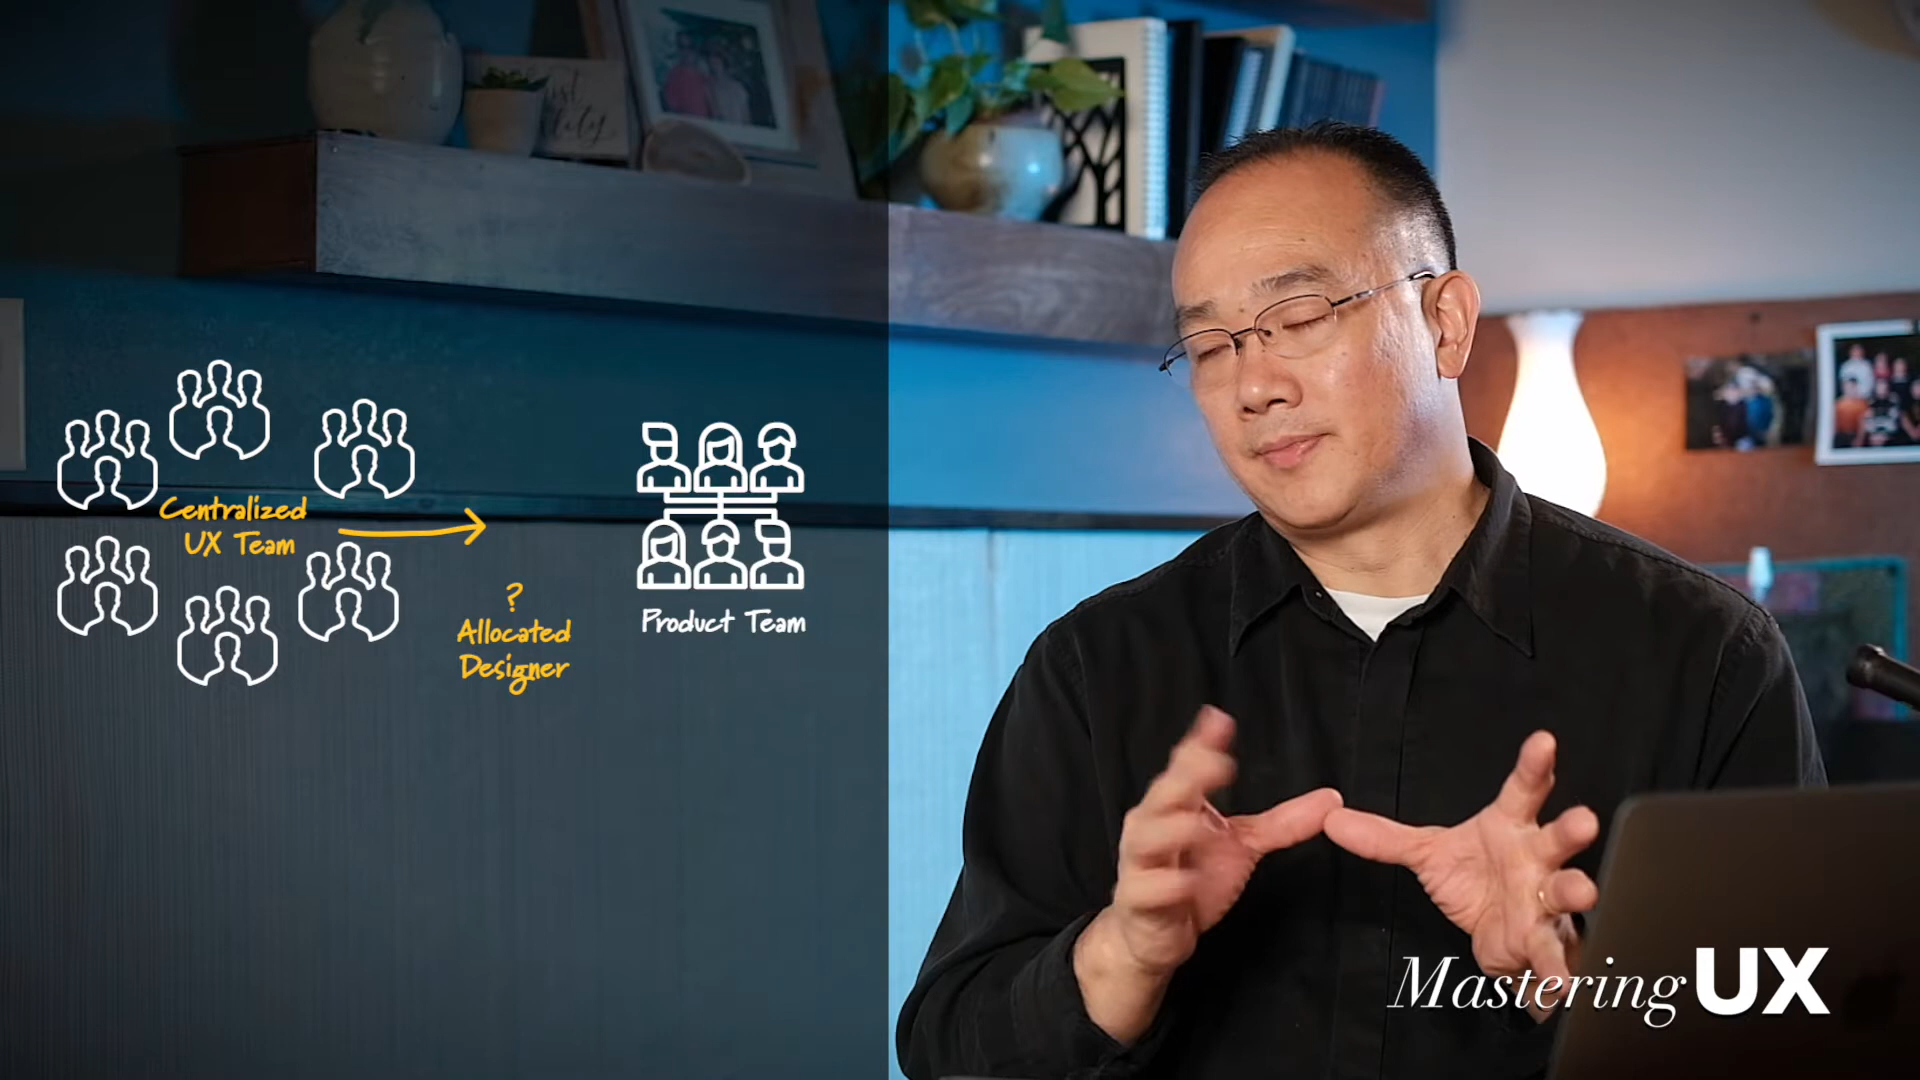 Centralized
UX Team
?
Allocated
Designer
Product Team
Mastering UX